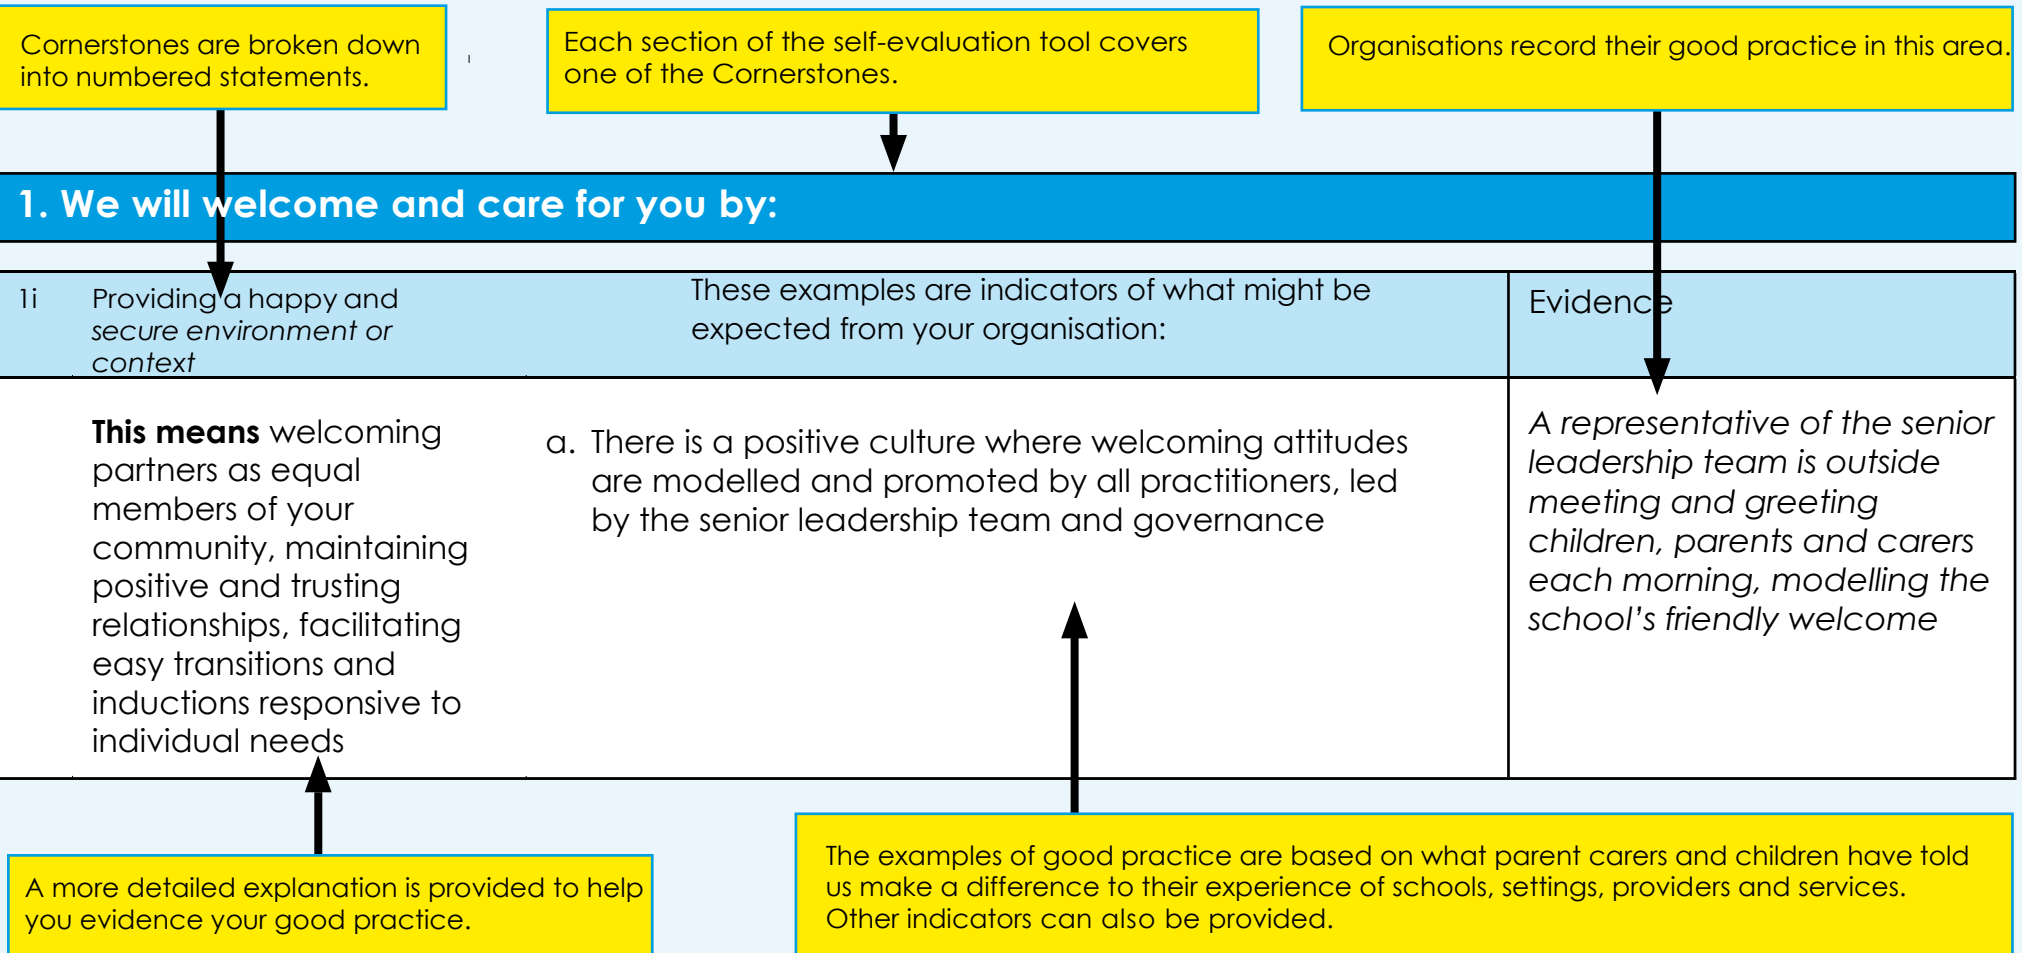 Cornerstones are broken down
into numbered statements.
Each section of the self-evaluation tool covers
one of the Cornerstones.
Organisations record their good practice in this area.
1. We will welcome and care for you by:
1i Providing a happy and
secure environment or
context
These examples are indicators of what might be
expected from your organisation:
Evidence
This means welcoming
partners as equal
members of your
community, maintaining
positive and trusting
relationships, facilitating
easy transitions and
inductions responsive to
individual needs
a. There is a positive culture where welcoming attitudes
are modelled and promoted by all practitioners, led
by the senior leadership team and governance
A representative of the senior
leadership team is outside
meeting and greeting
children, parents and carers
each morning, modelling the
school’s friendly welcome
A more detailed explanation is provided to help
you evidence your good practice.
The examples of good practice are based on what parent carers and children have told
us make a difference to their experience of schools, settings, providers and services.
Other indicators can also be provided.